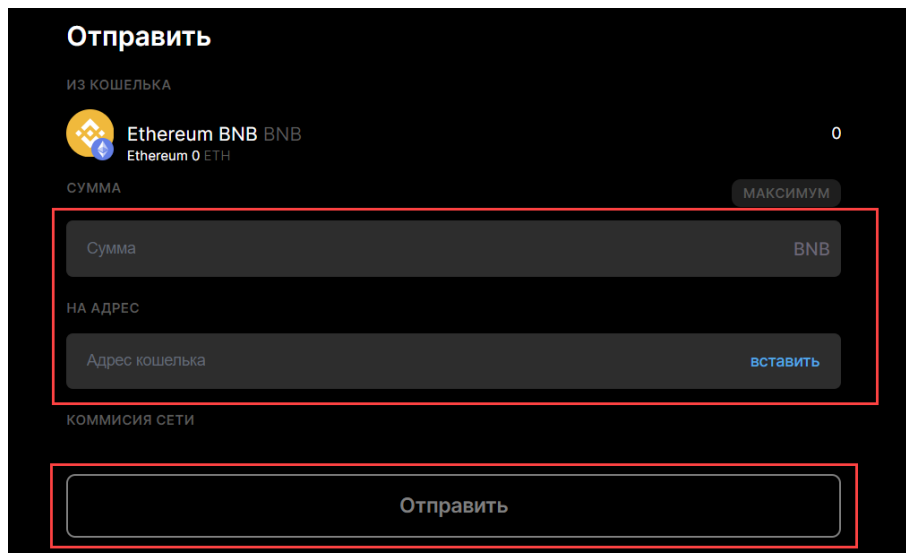 Отправить
ИЗ КОШЕЛЬКА
Ethereum BNB BNB 0
Ethereum 0 ETH
СУММА МАКСИМУМ
Сумма BNB
НА АДРЕС
Адрес кошелька вставить
КОММИСИЯ СЕТИ
Отправить